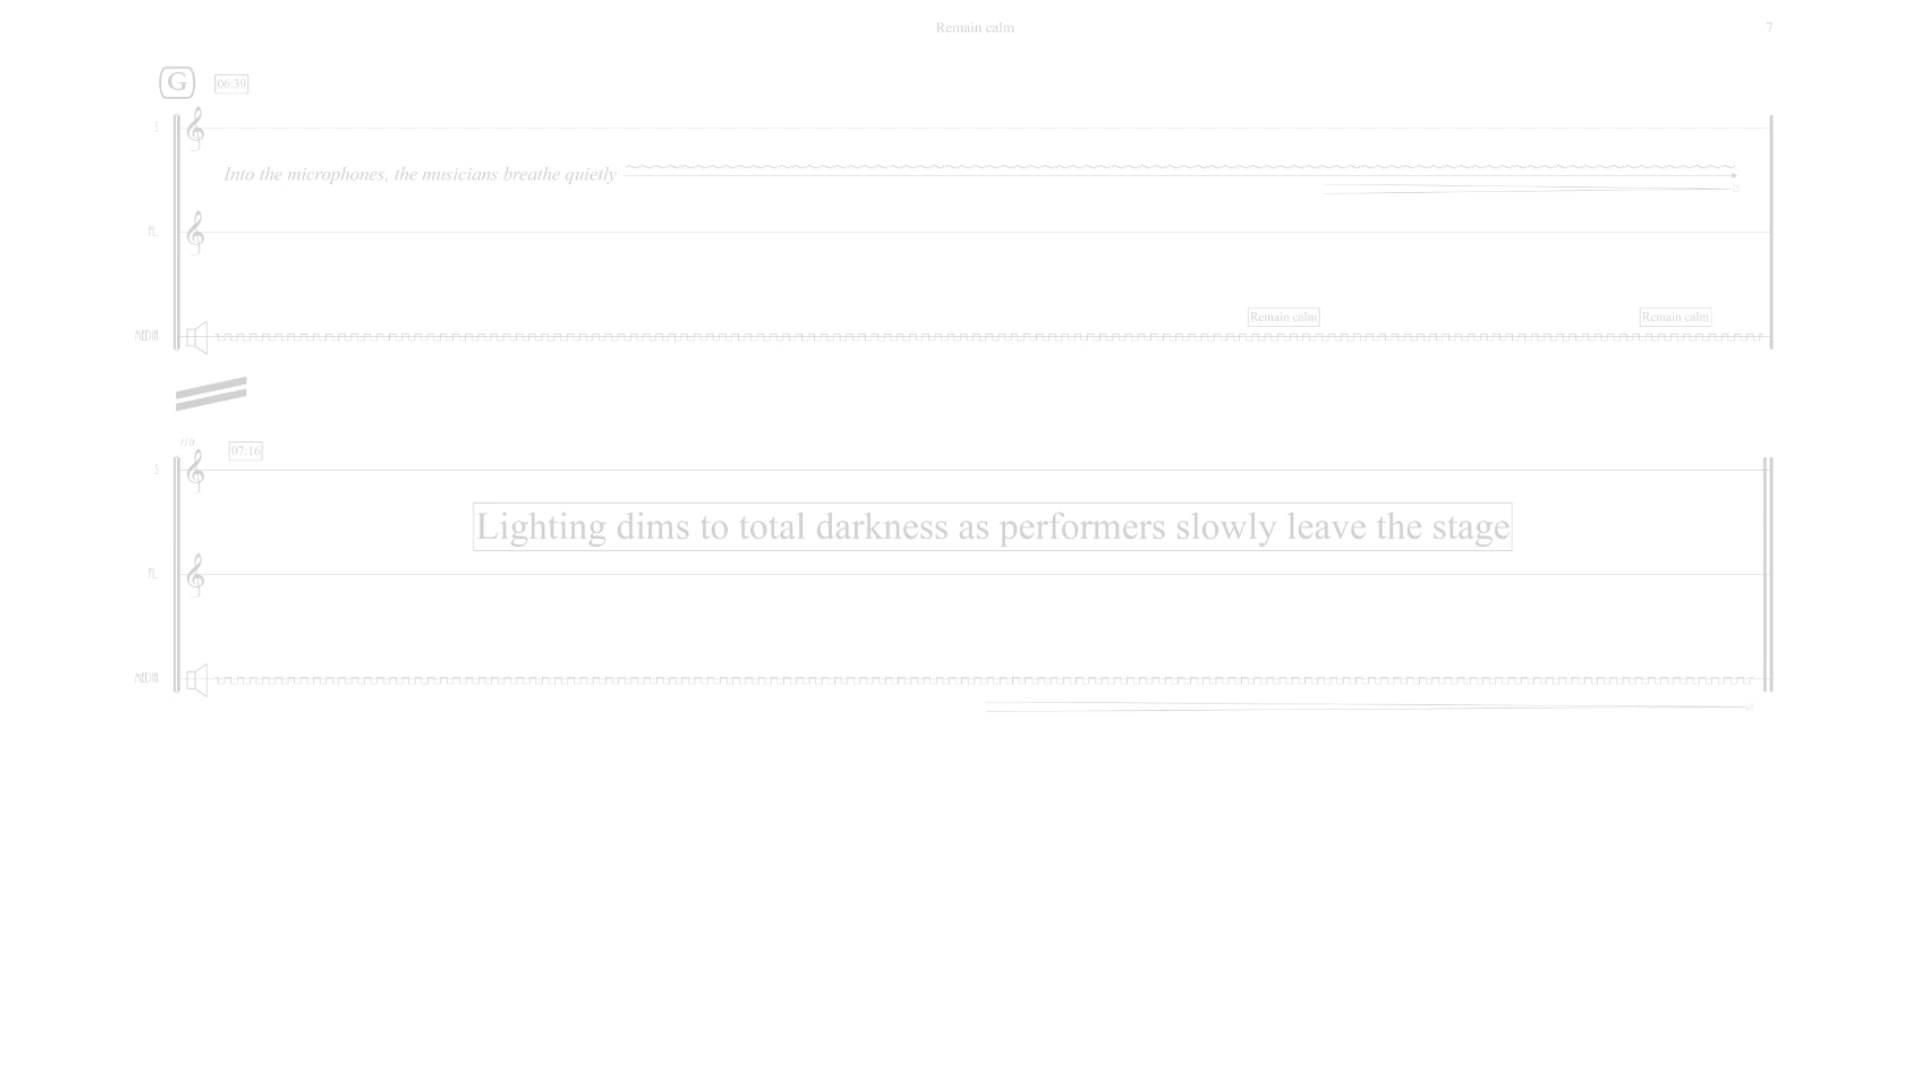 Remain calm 7
G 06:39
S
Into the microphones, the musicians breathe quietly
FL.
Remain calm Remain calm
MEDIA
110 07:16
S
Lighting dims to total darkness as performers slowly leave the stage
FL.
MEDIA